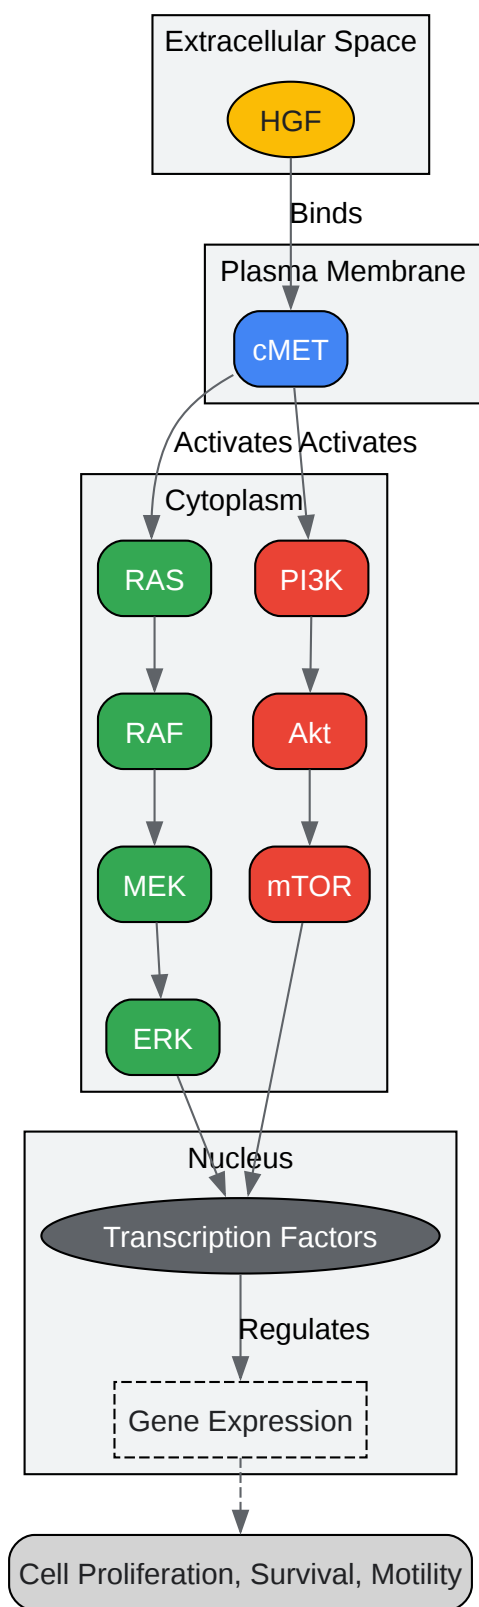 Extracellular Space
HGF
Binds
Plasma Membrane
cMET
Activates Activates
Cytoplasm
RAS PI3K
RAF Akt
MEK mTOR
ERK
Nucleus
Transcription Factors
Regulates
Gene Expression
Cell Proliferation, Survival, Motility